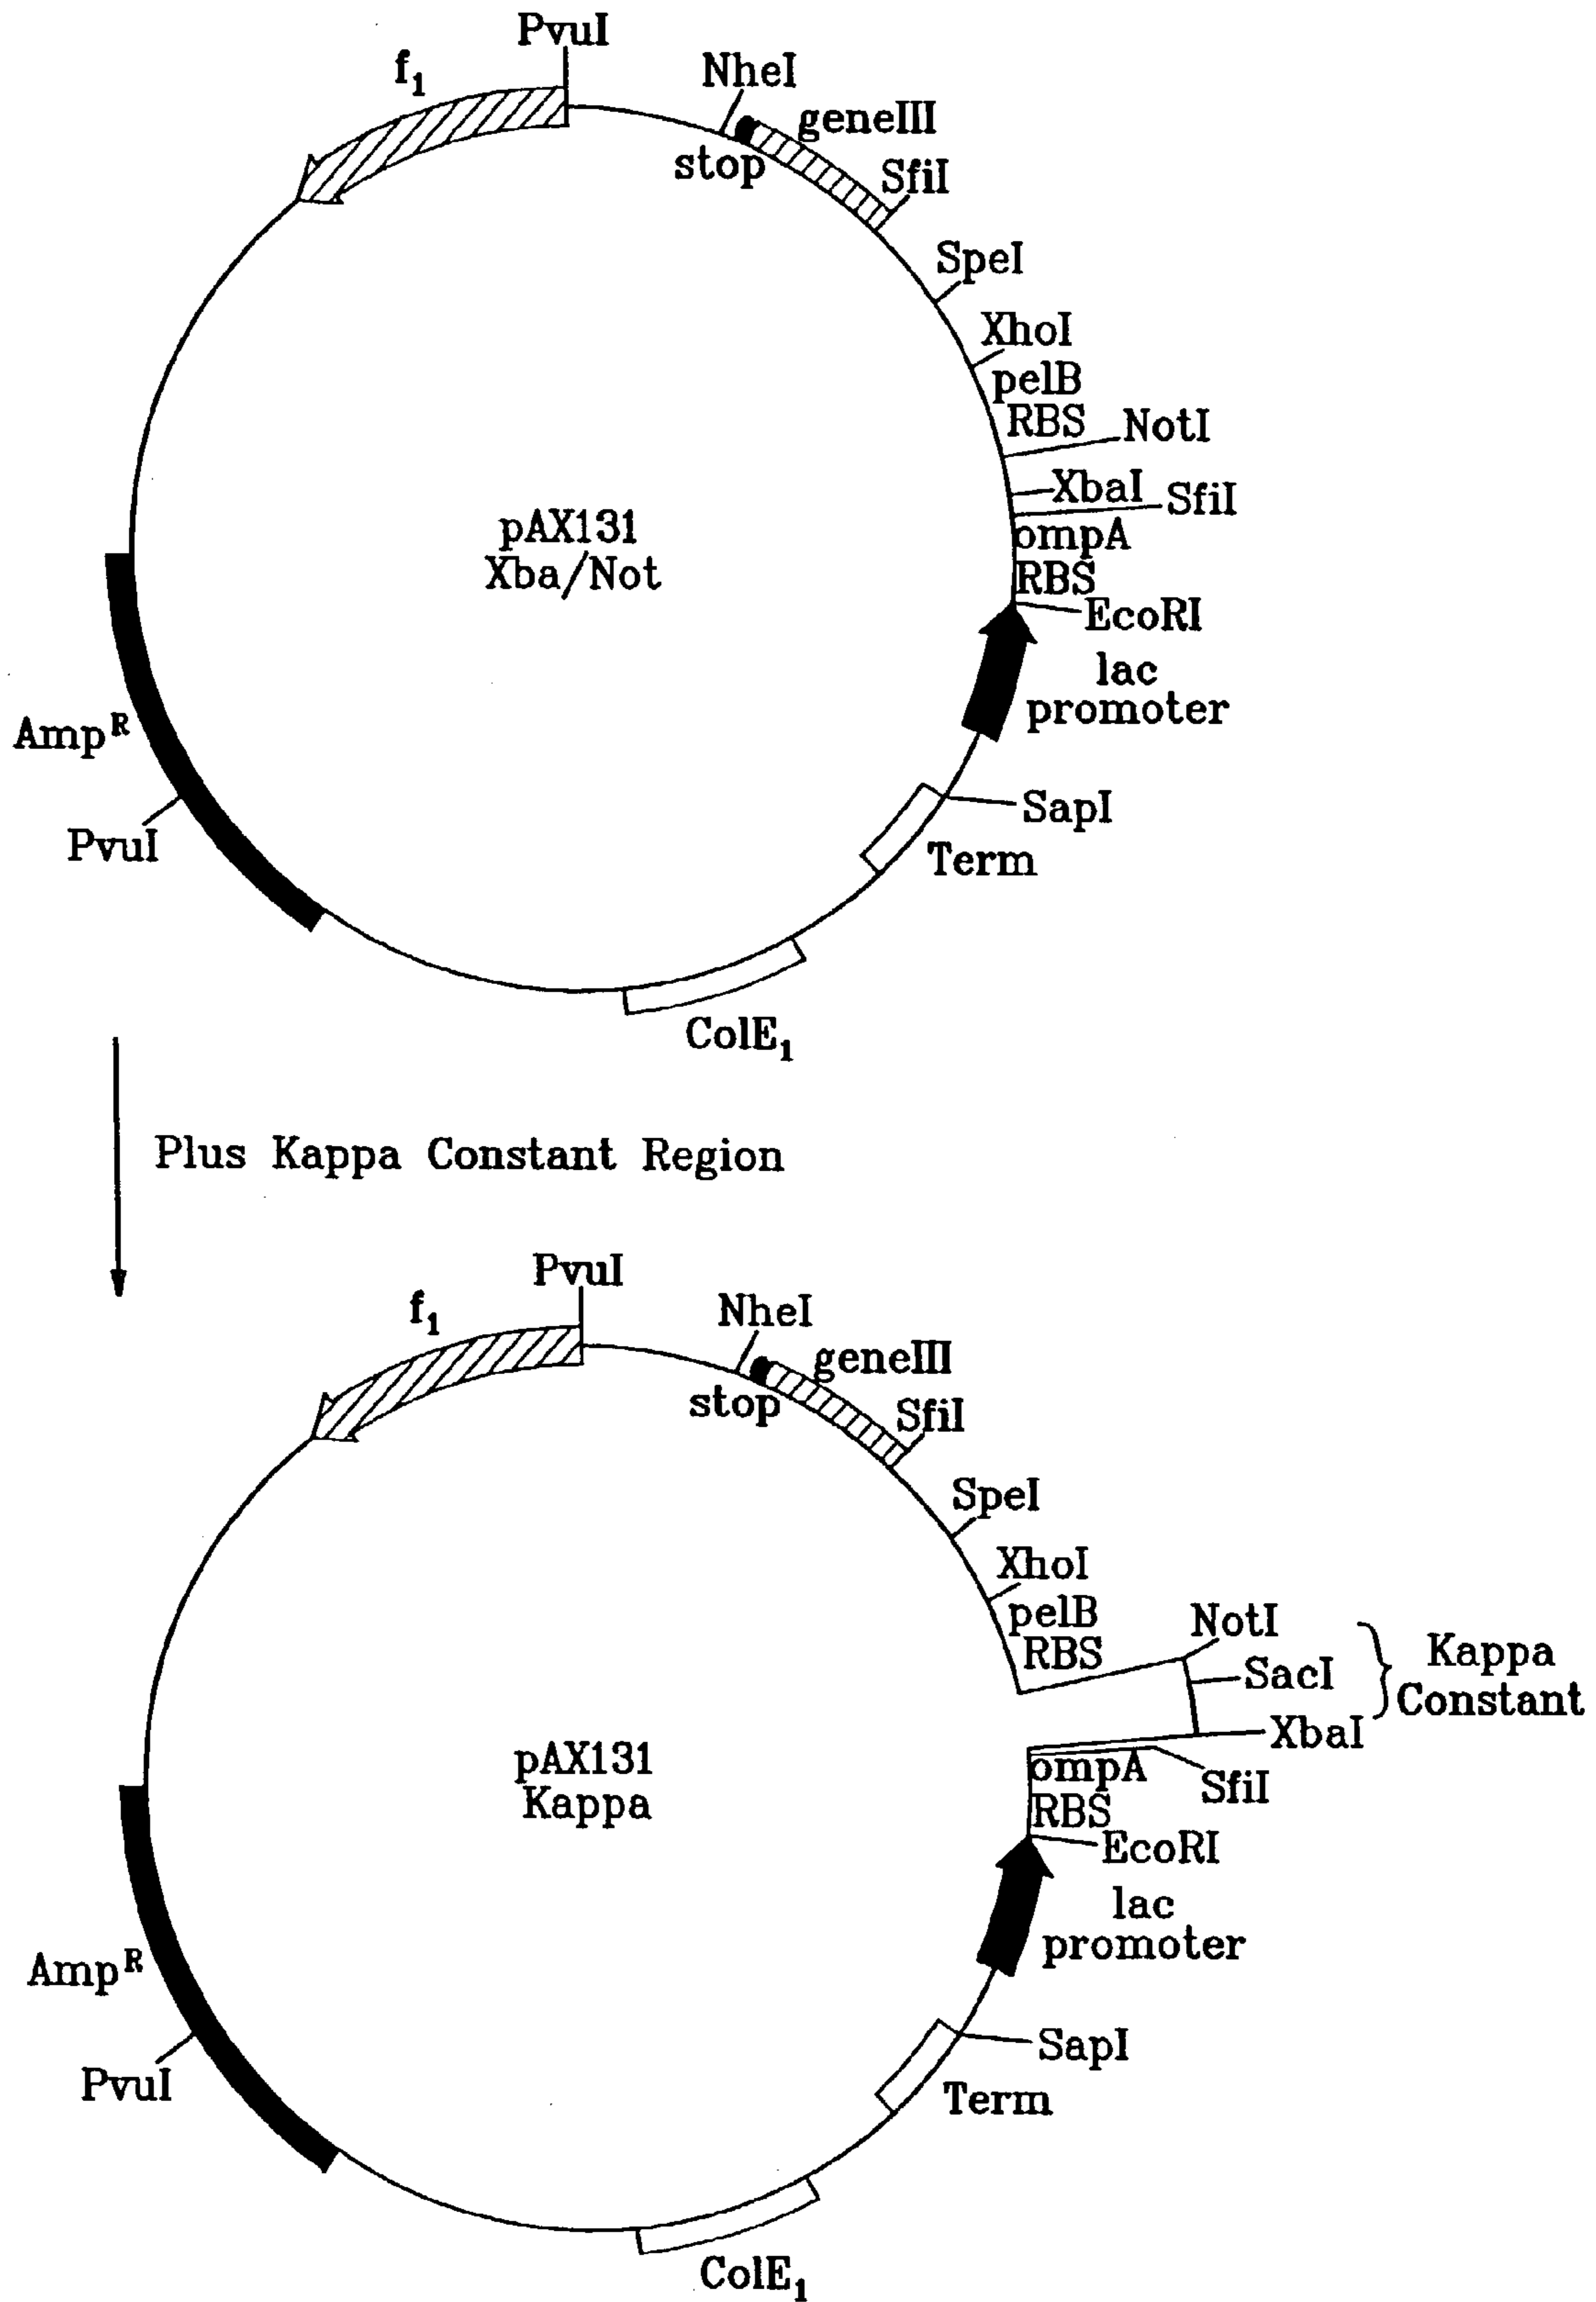 PvuI
f₁
NheI
geneIII
stop
SfiI
SpeI
XhoI
pelB
RBS
NotI
XbaI
SfiI
ompA
RBS
EcoRI
pAX131
Xba/Not
lac
promoter
Ampᴿ
SapI
PvuI
Term
ColE₁
Plus Kappa Constant Region
PvuI
f₁
NheI
geneIII
stop
SfiI
SpeI
XhoI
pelB
RBS
NotI
SacI
Kappa
Constant
XbaI
ompA
SfiI
RBS
EcoRI
pAX131
Kappa
lac
promoter
Ampᴿ
SapI
PvuI
Term
ColE₁